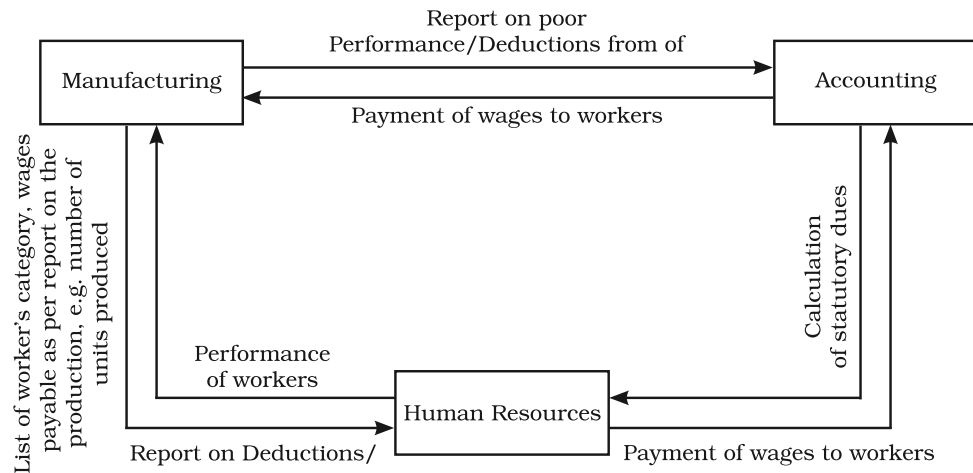 Report on poor
Performance/Deductions from of
Manufacturing
Accounting
Payment of wages to workers
List of worker's category, wages
payable as per report on the
production, e.g. number of
units produced
Calculation
of statutory dues
Performance
of workers
Human Resources
Report on Deductions/
Payment of wages to workers